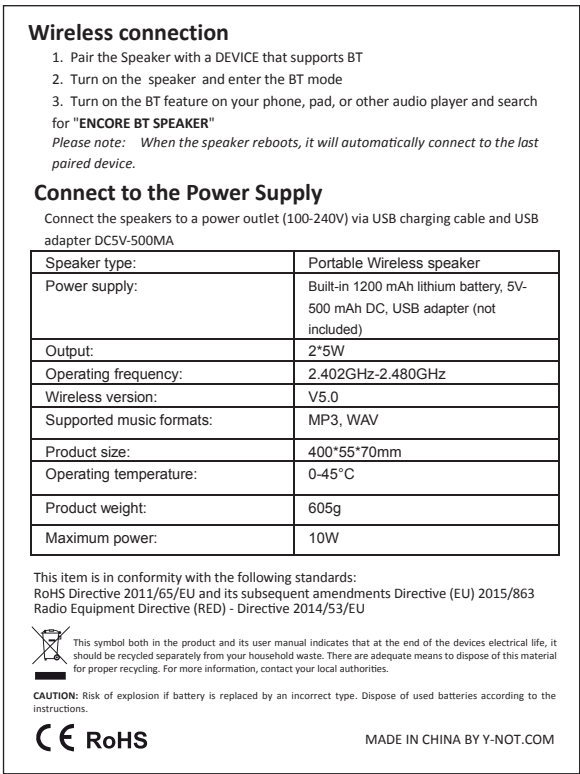 Wireless connection
1. Pair the Speaker with a DEVICE that supports BT
2. Turn on the speaker and enter the BT mode
3. Turn on the BT feature on your phone, pad, or other audio player and search
for "ENCORE BT SPEAKER"
Please note: When the speaker reboots, it will automatically connect to the last
paired device.
Connect to the Power Supply
Connect the speakers to a power outlet (100-240V) via USB charging cable and USB
adapter DC5V-500MA
Speaker type: Portable Wireless speaker
Power supply: Built-in 1200 mAh lithium battery, 5V-
500 mAh DC, USB adapter (not
included)
Output: 2*5W
Operating frequency: 2.402GHz-2.480GHz
Wireless version: V5.0
Supported music formats: MP3, WAV
Product size: 400*55*70mm
Operating temperature: 0-45°C
Product weight: 605g
Maximum power: 10W
This item is in conformity with the following standards:
RoHS Directive 2011/65/EU and its subsequent amendments Directive (EU) 2015/863
Radio Equipment Directive (RED) - Directive 2014/53/EU
This symbol both in the product and its user manual indicates that at the end of the devices electrical life, it
should be recycled separately from your household waste. There are adequate means to dispose of this material
for proper recycling. For more information, contact your local authorities.
CAUTION: Risk of explosion if battery is replaced by an incorrect type. Dispose of used batteries according to the
instructions.
CE RoHS
MADE IN CHINA BY Y-NOT.COM